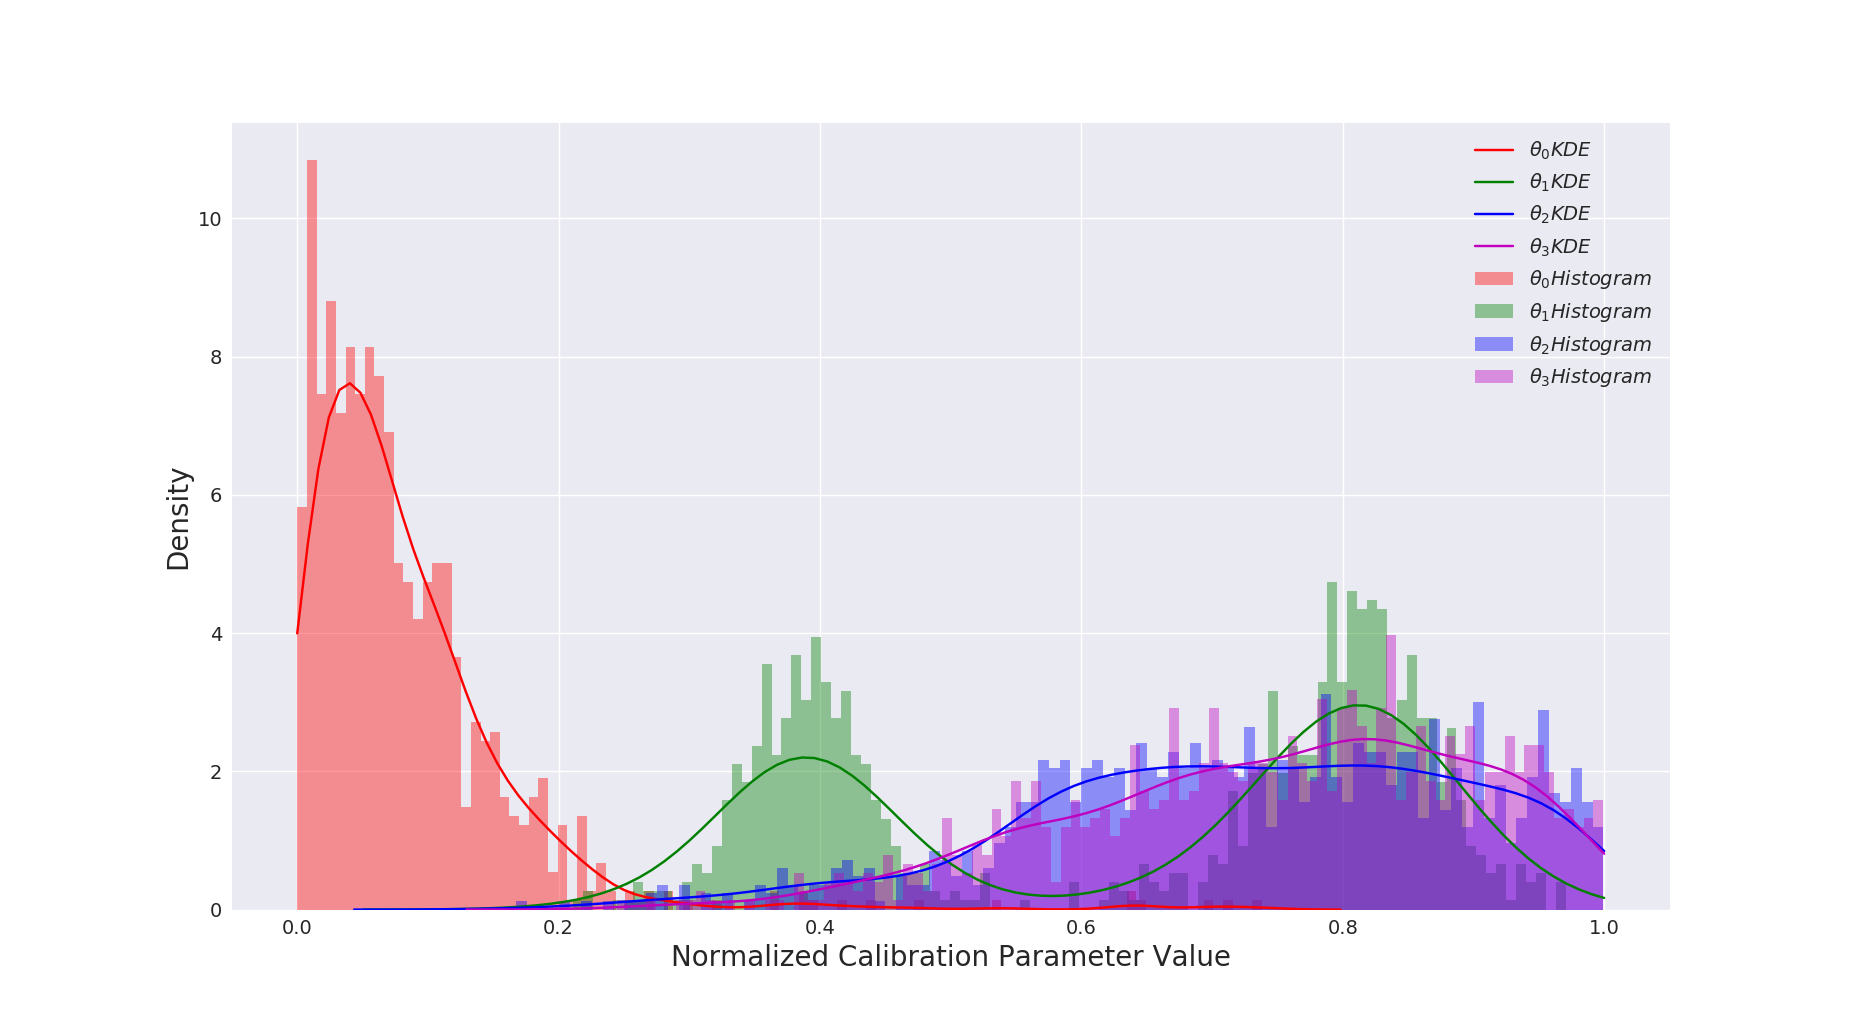 θ₀KDE
θ₁KDE
θ₂KDE
θ₃KDE
θ₀Histogram
θ₁Histogram
θ₂Histogram
θ₃Histogram
Density
10
8
6
4
2
0
0.0 0.2 0.4 0.6 0.8 1.0
Normalized Calibration Parameter Value